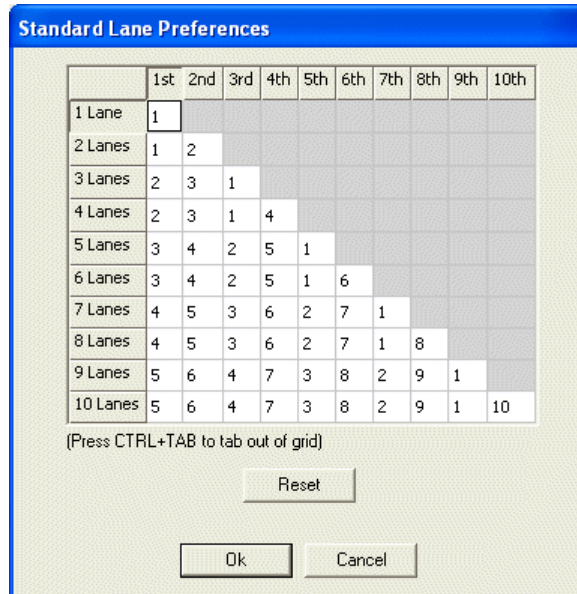 Standard Lane Preferences
1st 2nd 3rd 4th 5th 6th 7th 8th 9th 10th
1 Lane 1
2 Lanes 1 2
3 Lanes 2 3 1
4 Lanes 2 3 1 4
5 Lanes 3 4 2 5 1
6 Lanes 3 4 2 5 1 6
7 Lanes 4 5 3 6 2 7 1
8 Lanes 4 5 3 6 2 7 1 8
9 Lanes 5 6 4 7 3 8 2 9 1
10 Lanes 5 6 4 7 3 8 2 9 1 10
(Press CTRL+TAB to tab out of grid)
Reset
Ok Cancel